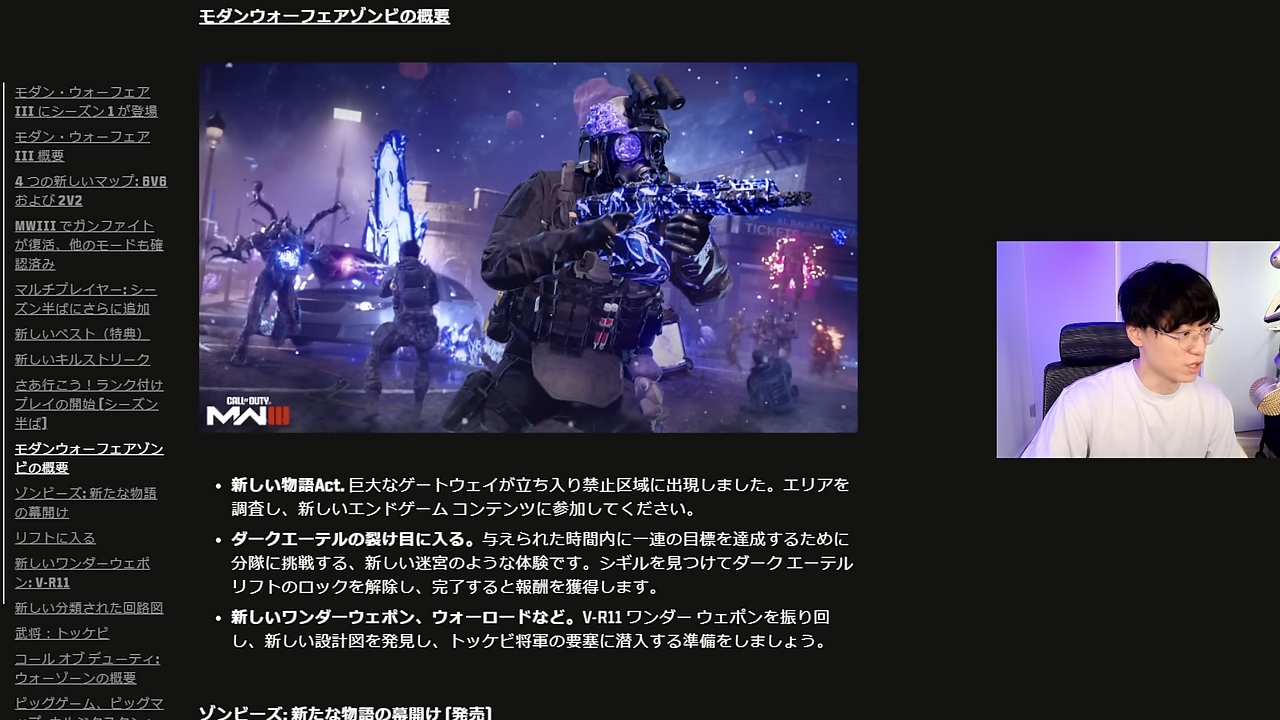 モダンウォーフェアゾンビの概要
モダン・ウォーフェア
III にシーズン 1 が登場
モダン・ウォーフェア
III 概要
4 つの新しいマップ: 6V6
および 2V2
MWIII でガンファイト
が復活、他のモードも確
認済み
マルチプレイヤー: シー
ズン半ばにさらに追加
新しいベスト（特典）
新しいキルストリーク
さあ行こう！ランク付け
プレイの開始 [シーズン
半ば]
モダンウォーフェアゾン
ビの概要
ゾンビーズ: 新たな物語
の幕開け
リフトに入る
新しいワンダーウェポ
ン: V-R11
新しい分類された回路図
武将：トッケビ
コール オブ デューティ:
ウォーゾーンの概要
ビッグゲーム、ビッグマ
TICKETS
CALL OF DUTY
MWIII
• 新しい物語Act. 巨大なゲートウェイが立ち入り禁止区域に出現しました。エリアを
調査し、新しいエンドゲーム コンテンツに参加してください。
• ダークエーテルの裂け目に入る。与えられた時間内に一連の目標を達成するために
分隊に挑戦する、新しい迷宮のような体験です。シギルを見つけてダーク エーテル
リフトのロックを解除し、完了すると報酬を獲得します。
• 新しいワンダーウェポン、ウォーロードなど。V-R11 ワンダー ウェポンを振り回
し、新しい設計図を発見し、トッケビ将軍の要塞に潜入する準備をしましょう。
ゾンビーズ: 新たな物語の幕開け [発売]